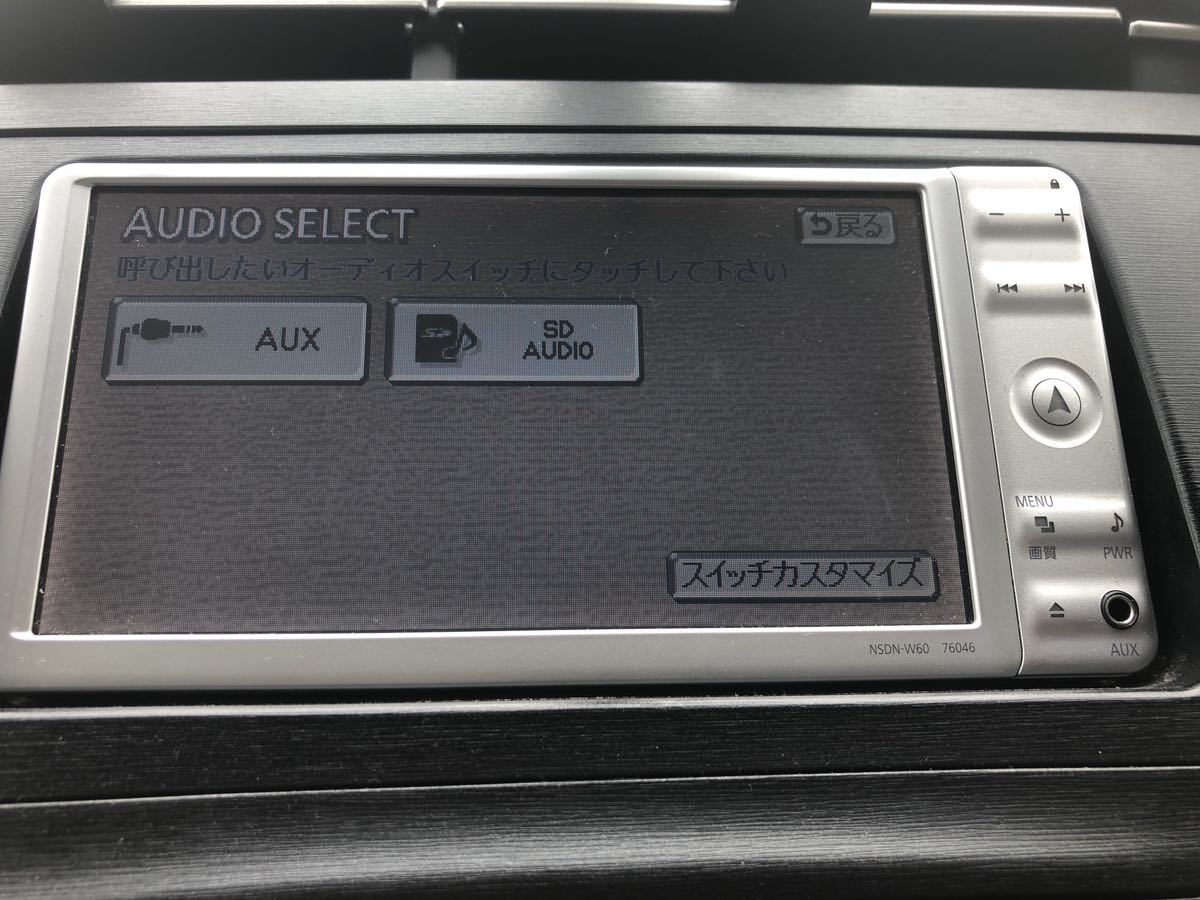 AUDIO SELECT
戻る
呼び出したいオーディオスイッチにタッチして下さい
AUX
SD
SD
AUDIO
スイッチカスタマイズ
NSDN-W60 76046
− +
MENU
画質
PWR
AUX